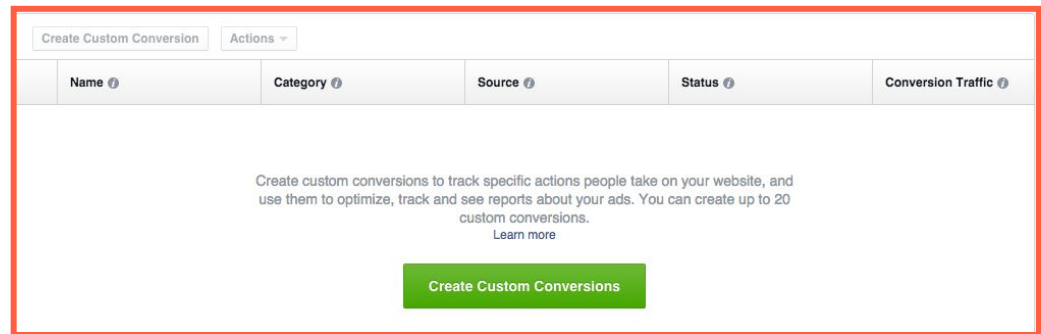 Create Custom Conversion Actions
Name Category Source Status Conversion Traffic
Create custom conversions to track specific actions people take on your website, and
use them to optimize, track and see reports about your ads. You can create up to 20
custom conversions.
Learn more
Create Custom Conversions